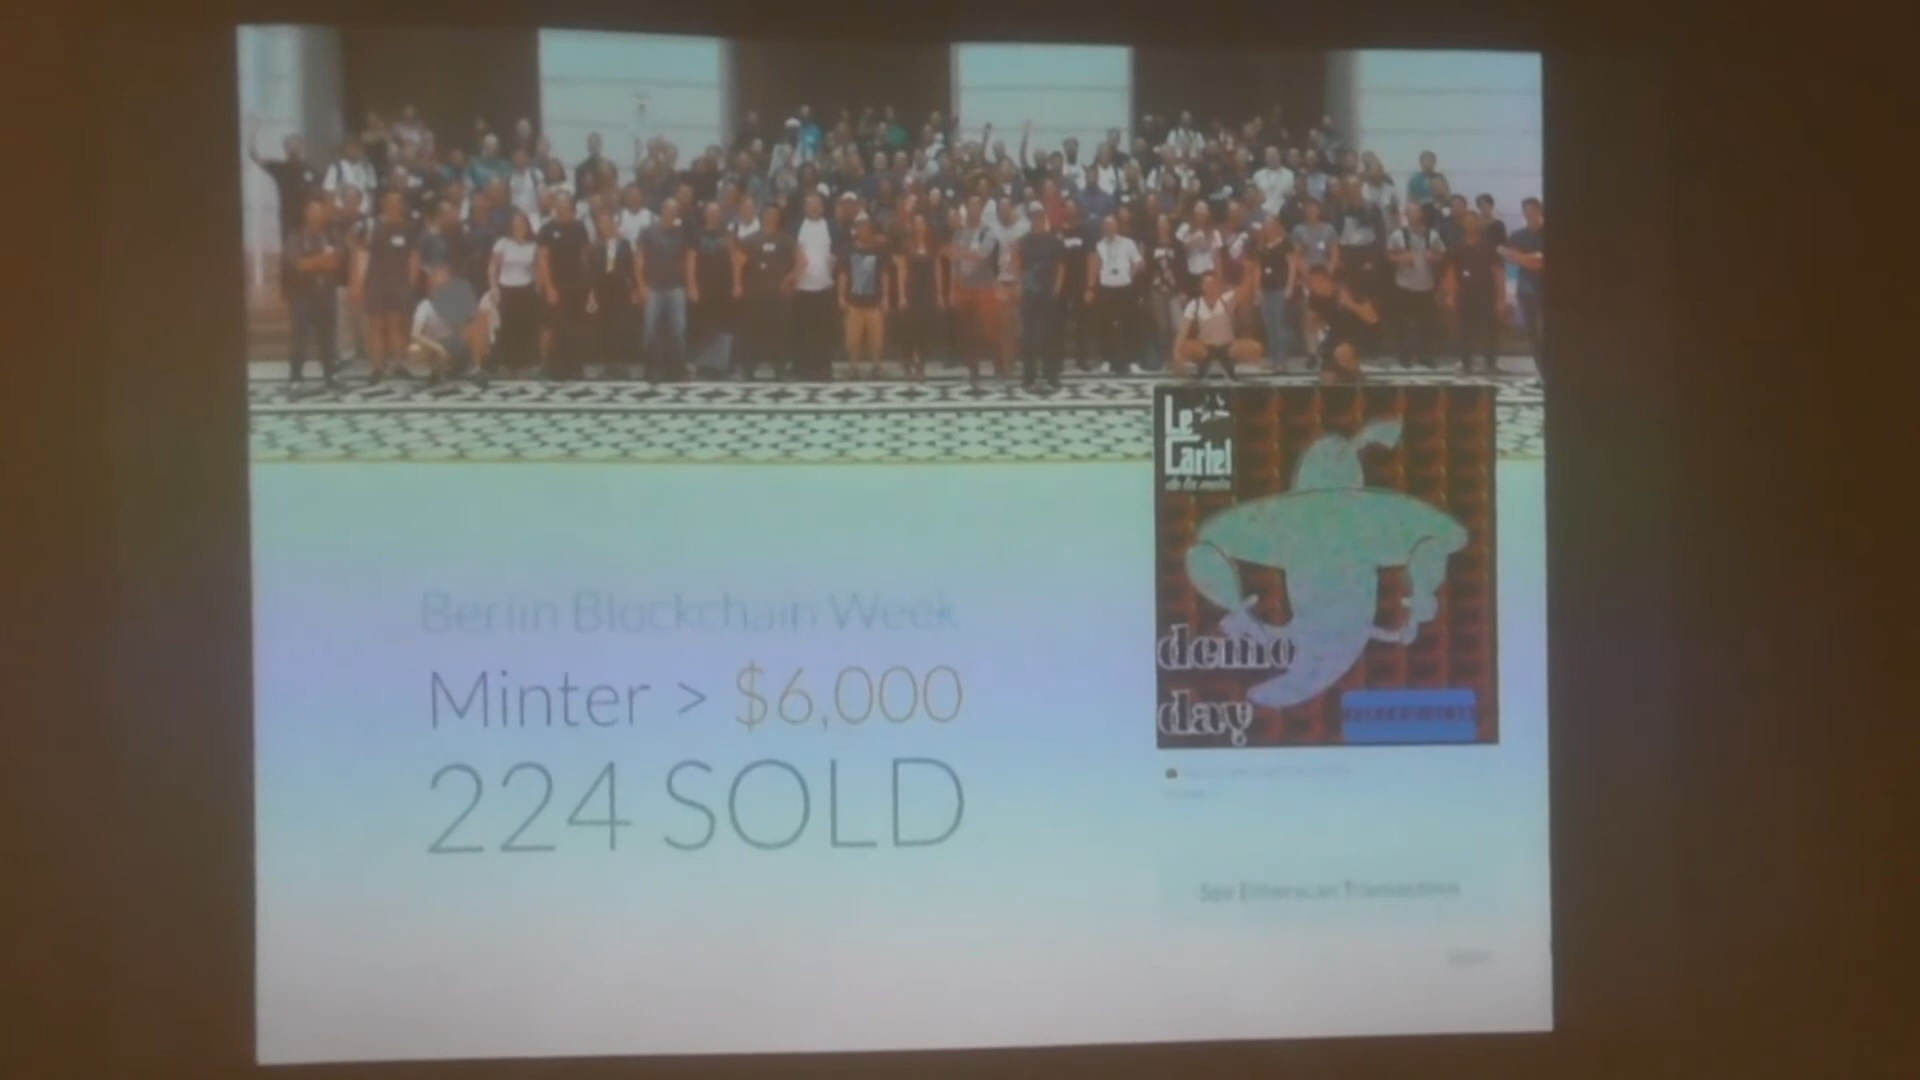 Le
Cartel
demo
day
Berlin Blockchain Week
Minter > $6,000
224 SOLD
See Etherscan Transactions